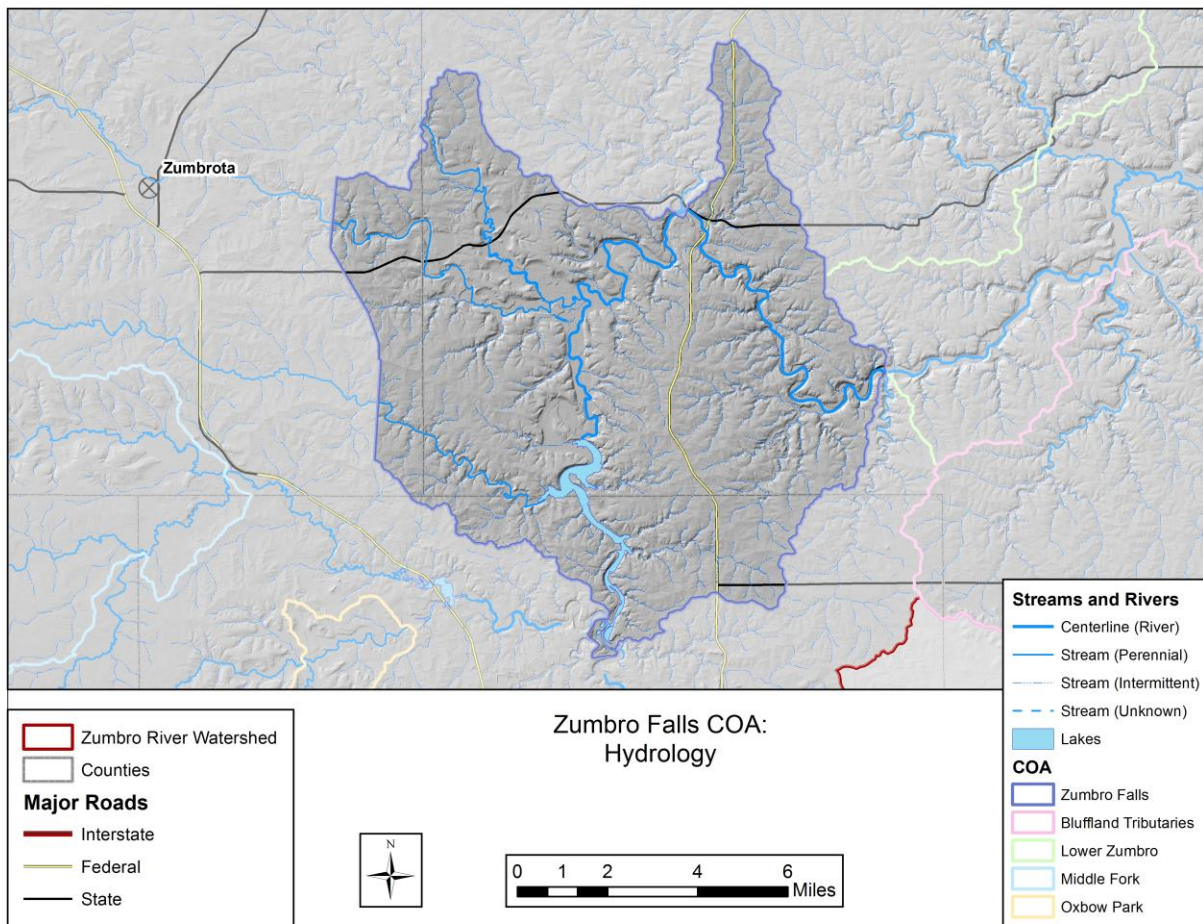 Zumbrota
Zumbro River Watershed
Counties
Major Roads
Interstate
Federal
State
Zumbro Falls COA:
Hydrology
N
0 1 2 4 6
Miles
Streams and Rivers
Centerline (River)
Stream (Perennial)
Stream (Intermittent)
Stream (Unknown)
Lakes
COA
Zumbro Falls
Bluffland Tributaries
Lower Zumbro
Middle Fork
Oxbow Park